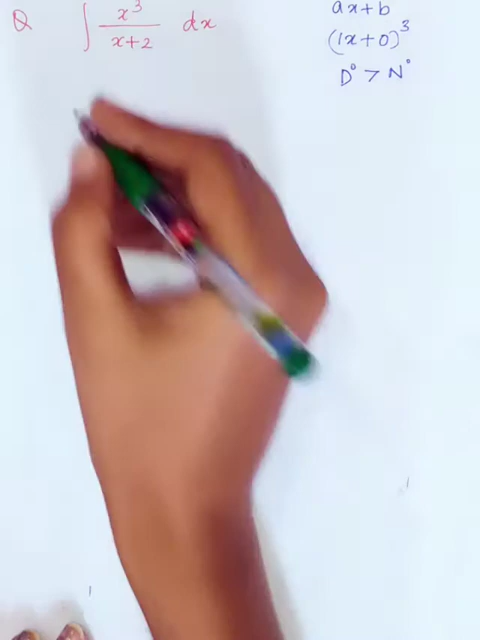 Q ∫ x³/(x+2) dx
ax+b
(1x+0)³
D° > N°